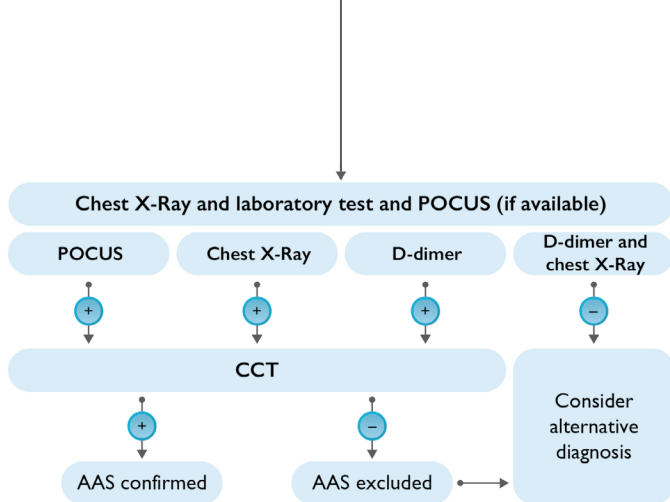 Chest X-Ray and laboratory test and POCUS (if available)
POCUS
Chest X-Ray
D-dimer
D-dimer and
chest X-Ray
+
+
+
−
CCT
Consider
alternative
diagnosis
+
−
AAS confirmed
AAS excluded